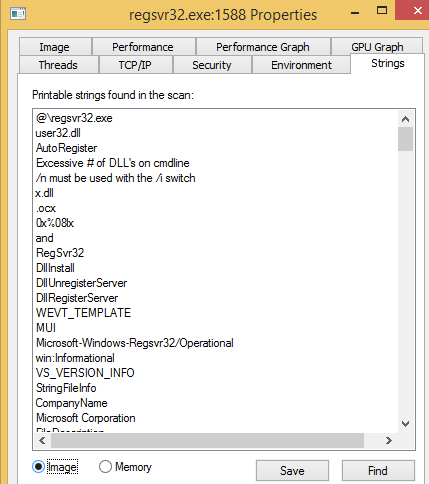 regsvr32.exe:1588 Properties
Image
Performance
Performance Graph
GPU Graph
Threads
TCP/IP
Security
Environment
Strings
Printable strings found in the scan:
@\regsvr32.exe
user32.dll
AutoRegister
Excessive # of DLL's on cmdline
/n must be used with the /i switch
x.dll
.ocx
0x%08lx
and
RegSvr32
DllInstall
DllUnregisterServer
DllRegisterServer
WEVT_TEMPLATE
MUI
Microsoft-Windows-Regsvr32/Operational
win:Informational
VS_VERSION_INFO
StringFileInfo
CompanyName
Microsoft Corporation
FileDescription
Image
Memory
Save
Find